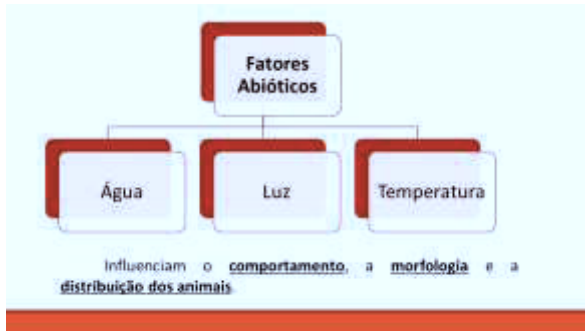 Fatores
Abióticos
Água
Luz
Temperatura
Influenciam o comportamento, a morfologia e a
distribuição dos animais